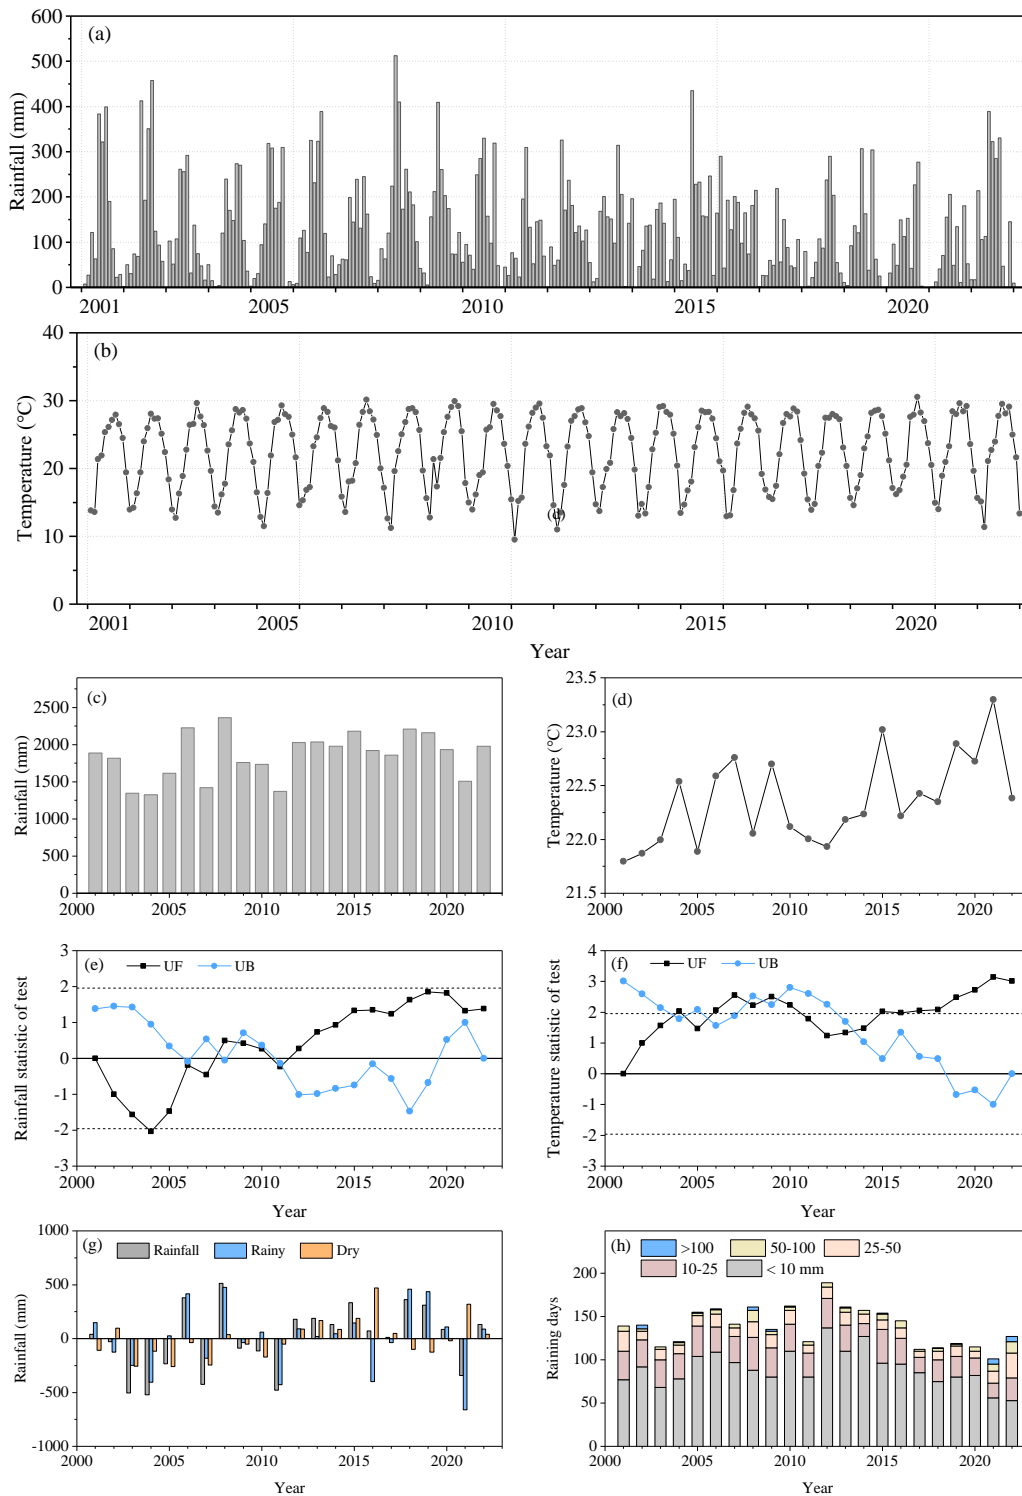 (a)
Rainfall (mm)
600
500
400
300
200
100
0
2001 2005 2010 2015 2020
(b)
Temperature (°C)
40
30
20
10
0
(d)
2001 2005 2010 2015 2020
Year
(c)
Rainfall (mm)
2500
2000
1500
1000
500
0
2000 2005 2010 2015 2020
(d)
Temperature (°C)
23.5
23.0
22.5
22.0
21.5
2000 2005 2010 2015 2020
(e) UF UB
Rainfall statistic of test
3
2
1
0
-1
-2
-3
2000 2005 2010 2015 2020
Year
(f) UF UB
Temperature statistic of test
4
3
2
1
0
-1
-2
-3
2000 2005 2010 2015 2020
Year
(g) Rainfall Rainy Dry
Rainfall (mm)
1000
500
0
-500
-1000
2000 2005 2010 2015 2020
Year
(h) >100 50-100 25-50
10-25 < 10 mm
Raining days
200
150
100
50
0
2000 2005 2010 2015 2020
Year